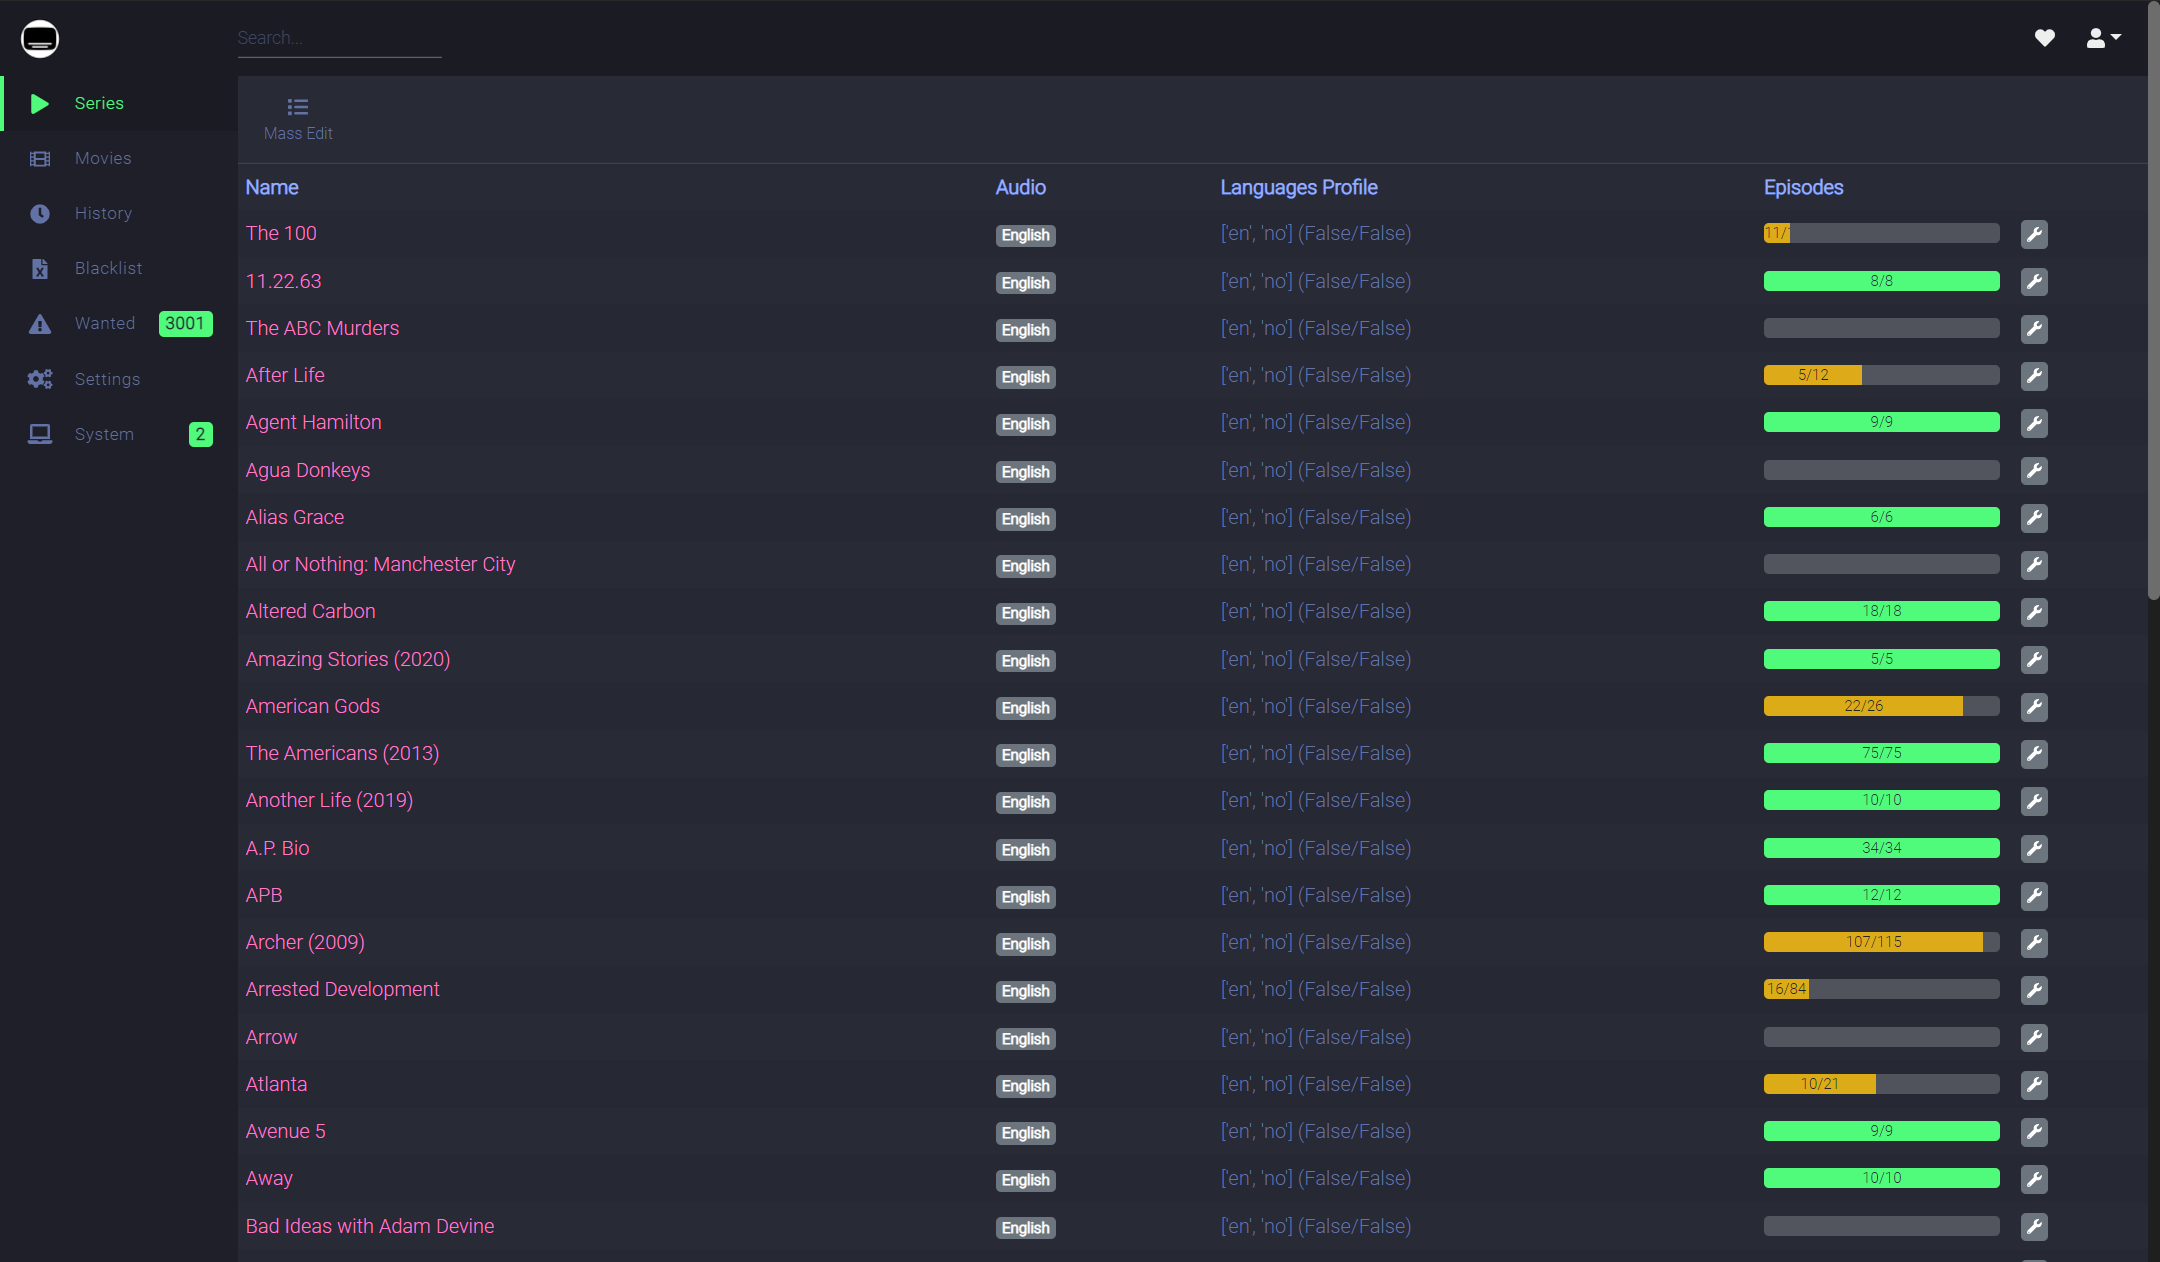 Search...
Series
Movies
History
Blacklist
Wanted 3001
Settings
System 2
Mass Edit
Name Audio Languages Profile Episodes
The 100 English ['en', 'no'] (False/False) 11/
11.22.63 English ['en', 'no'] (False/False) 8/8
The ABC Murders English ['en', 'no'] (False/False)
After Life English ['en', 'no'] (False/False) 5/12
Agent Hamilton English ['en', 'no'] (False/False) 9/9
Agua Donkeys English ['en', 'no'] (False/False)
Alias Grace English ['en', 'no'] (False/False) 6/6
All or Nothing: Manchester City English ['en', 'no'] (False/False)
Altered Carbon English ['en', 'no'] (False/False) 18/18
Amazing Stories (2020) English ['en', 'no'] (False/False) 5/5
American Gods English ['en', 'no'] (False/False) 22/26
The Americans (2013) English ['en', 'no'] (False/False) 75/75
Another Life (2019) English ['en', 'no'] (False/False) 10/10
A.P. Bio English ['en', 'no'] (False/False) 34/34
APB English ['en', 'no'] (False/False) 12/12
Archer (2009) English ['en', 'no'] (False/False) 107/115
Arrested Development English ['en', 'no'] (False/False) 16/84
Arrow English ['en', 'no'] (False/False)
Atlanta English ['en', 'no'] (False/False) 10/21
Avenue 5 English ['en', 'no'] (False/False) 9/9
Away English ['en', 'no'] (False/False) 10/10
Bad Ideas with Adam Devine English ['en', 'no'] (False/False)